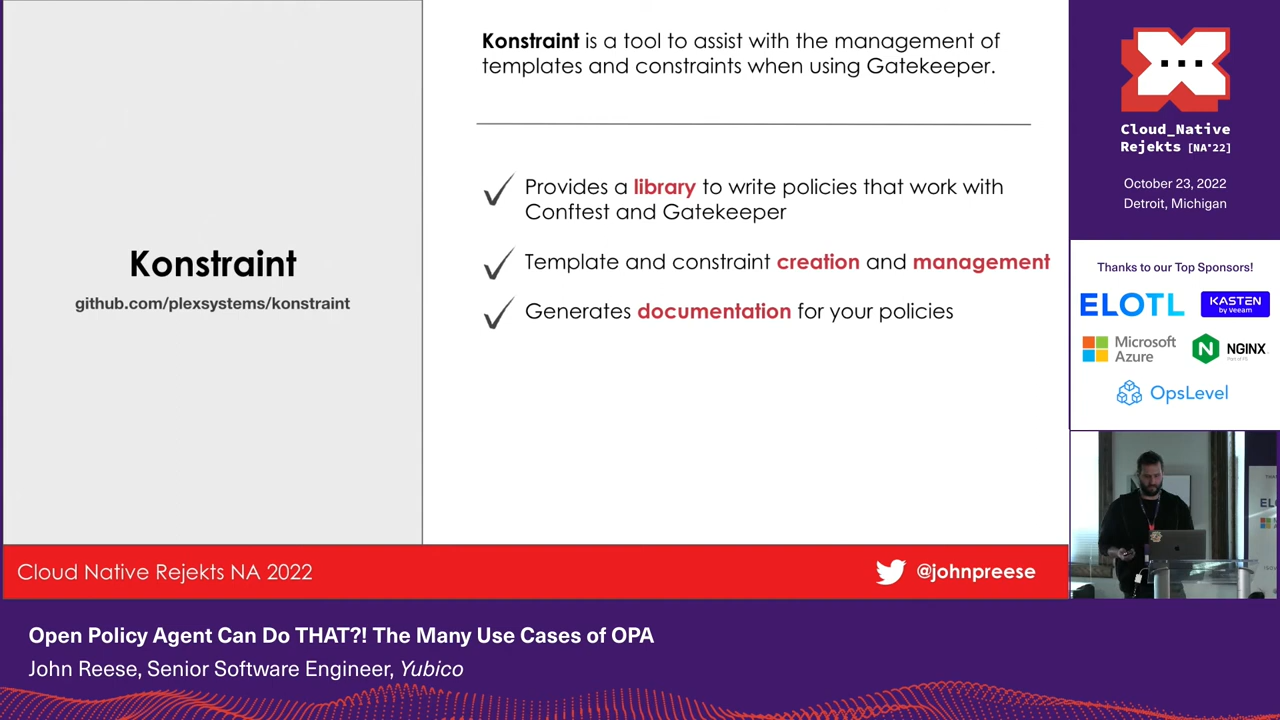 Konstraint
github.com/plexsystems/konstraint
Konstraint is a tool to assist with the management of
templates and constraints when using Gatekeeper.
Provides a library to write policies that work with
Conftest and Gatekeeper
Template and constraint creation and management
Generates documentation for your policies
Cloud Native Rejekts NA 2022
@johnpreese
Cloud_Native
Rejekts [NA'22]
October 23, 2022
Detroit, Michigan
Thanks to our Top Sponsors!
ELOTL
KASTEN
by Veeam
Microsoft
Azure
NGINX
Part of F5
OpsLevel
Open Policy Agent Can Do THAT?! The Many Use Cases of OPA
John Reese, Senior Software Engineer, Yubico